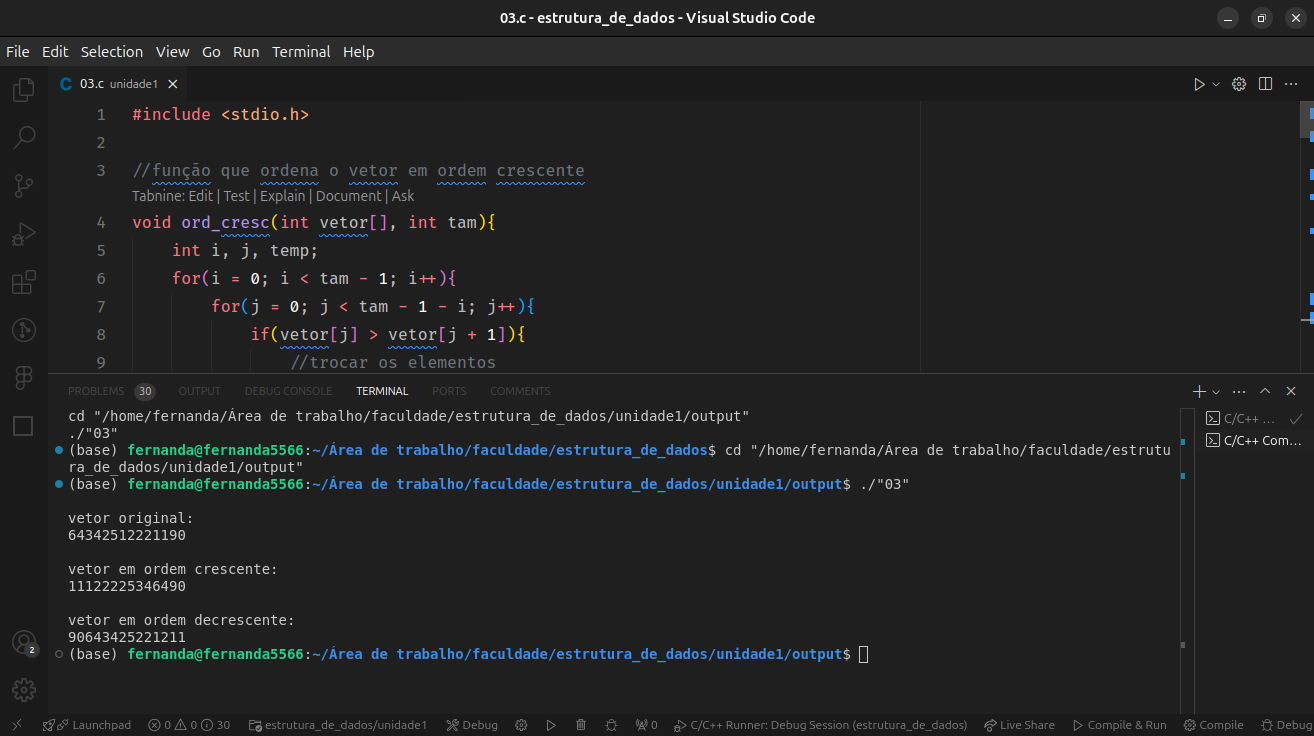 03.c - estrutura_de_dados - Visual Studio Code
File Edit Selection View Go Run Terminal Help
C 03.c unidade1
1 #include <stdio.h>
2
3 //função que ordena o vetor em ordem crescente
Tabnine: Edit | Test | Explain | Document | Ask
4 void ord_cresc(int vetor[], int tam){
5 int i, j, temp;
6 for(i = 0; i < tam - 1; i++){
7 for(j = 0; j < tam - 1 - i; j++){
8 if(vetor[j] > vetor[j + 1]){
9 //trocar os elementos
PROBLEMS 30 OUTPUT DEBUG CONSOLE TERMINAL PORTS COMMENTS
cd "/home/fernanda/Área de trabalho/faculdade/estrutura_de_dados/unidade1/output"
./"03"
(base) fernanda@fernanda5566:~/Área de trabalho/faculdade/estrutura_de_dados$ cd "/home/fernanda/Área de trabalho/faculdade/estrutu
ra_de_dados/unidade1/output"
(base) fernanda@fernanda5566:~/Área de trabalho/faculdade/estrutura_de_dados/unidade1/output$ ./"03"
vetor original:
64342512221190
vetor em ordem crescente:
11122225346490
vetor em ordem decrescente:
90643425221211
(base) fernanda@fernanda5566:~/Área de trabalho/faculdade/estrutura_de_dados/unidade1/output$
C/C++ ...
C/C++ Com...
2
Launchpad 0 0 30 estrutura_de_dados/unidade1 Debug 0 C/C++ Runner: Debug Session (estrutura_de_dados) Live Share Compile & Run Compile Debug